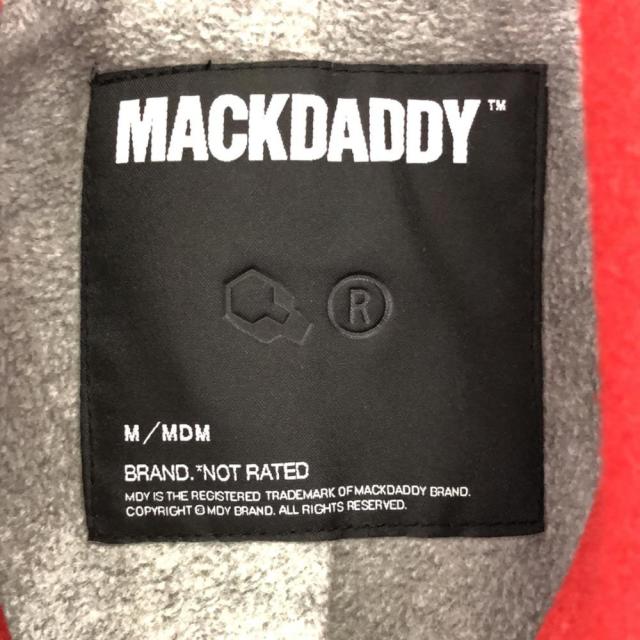 MACKDADDY™
®
M/MDM
BRAND.*NOT RATED
MDY IS THE REGISTERED TRADEMARK OF MACKDADDY BRAND.
COPYRIGHT © MDY BRAND. ALL RIGHTS RESERVED.